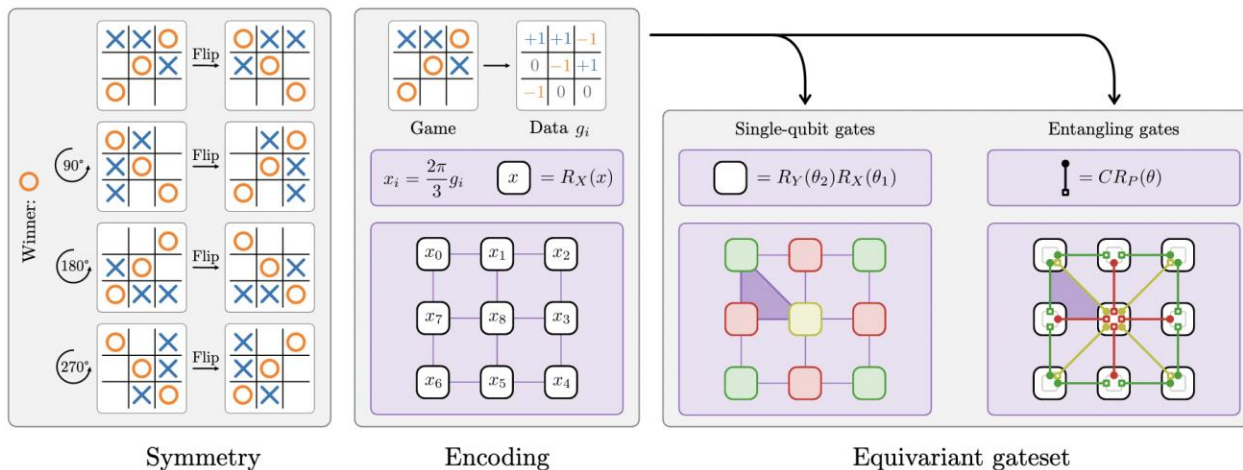 Winner:
Flip
90°
Flip
180°
Flip
270°
Flip
Symmetry
+1 +1 -1
0 -1 +1
-1 0 0
Game
Data g_i
x_i = 2π/3 g_i
x = R_X(x)
x_0 x_1 x_2
x_7 x_8 x_3
x_6 x_5 x_4
Encoding
Single-qubit gates
Entangling gates
= R_Y(θ_2)R_X(θ_1)
= CR_P(θ)
Equivariant gateset